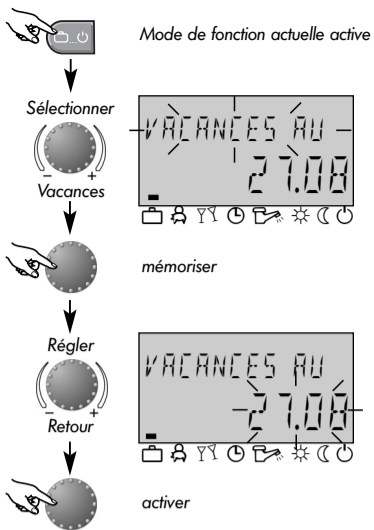 Mode de fonction actuelle active
Sélectionner
- +
Vacances
VACANCES AU
27.08
mémoriser
Régler
- +
Retour
VACANCES AU
27.08
activer